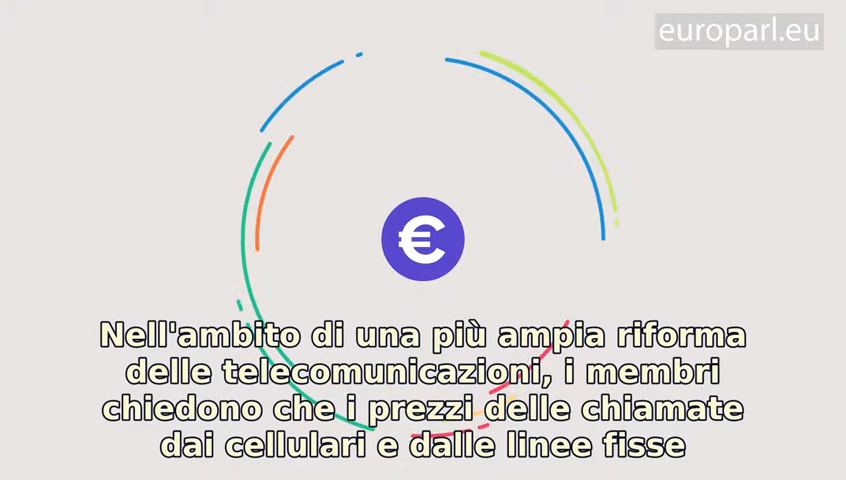 europarl.eu
€
Nell'ambito di una più ampia riforma
delle telecomunicazioni, i membri
chiedono che i prezzi delle chiamate
dai cellulari e dalle linee fisse